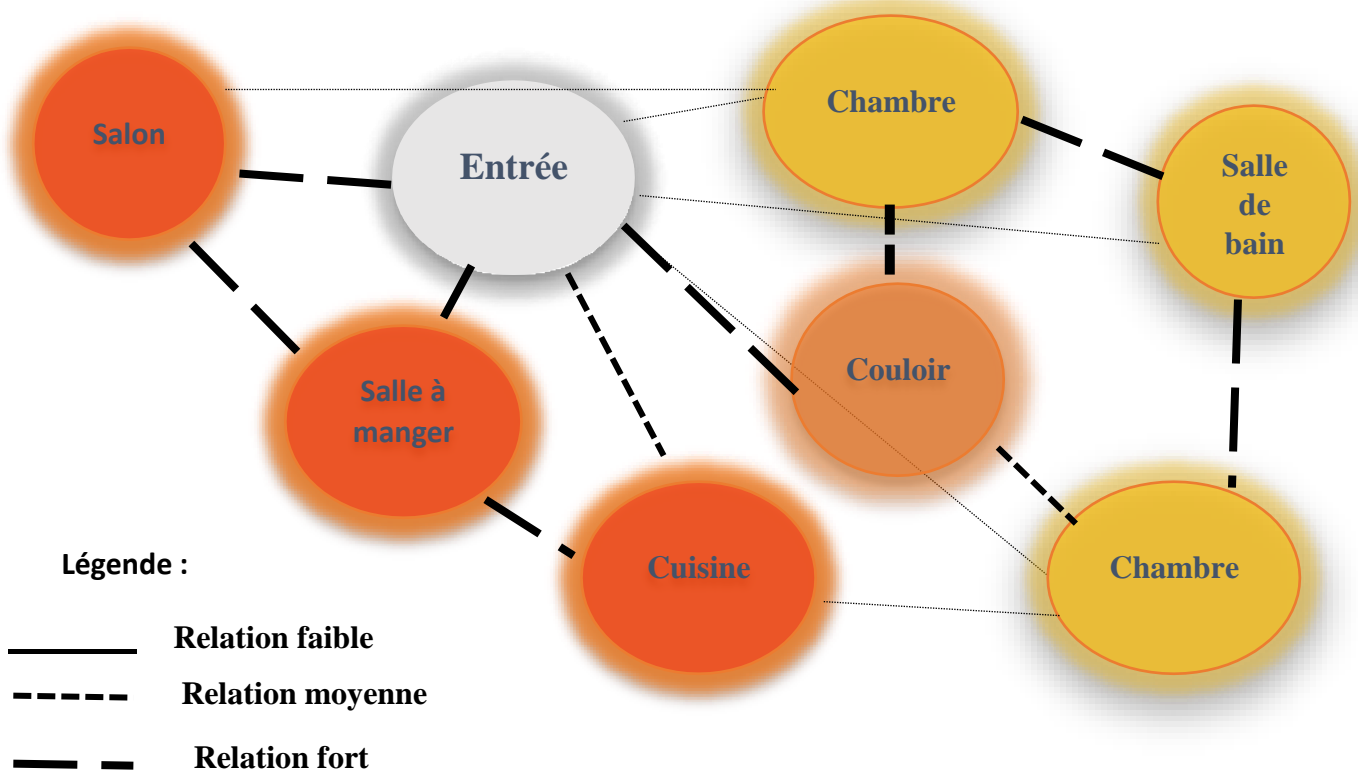 Salon
Entrée
Chambre
Salle
de
bain
Salle à
manger
Couloir
Cuisine
Chambre
Légende :
Relation faible
Relation moyenne
Relation fort